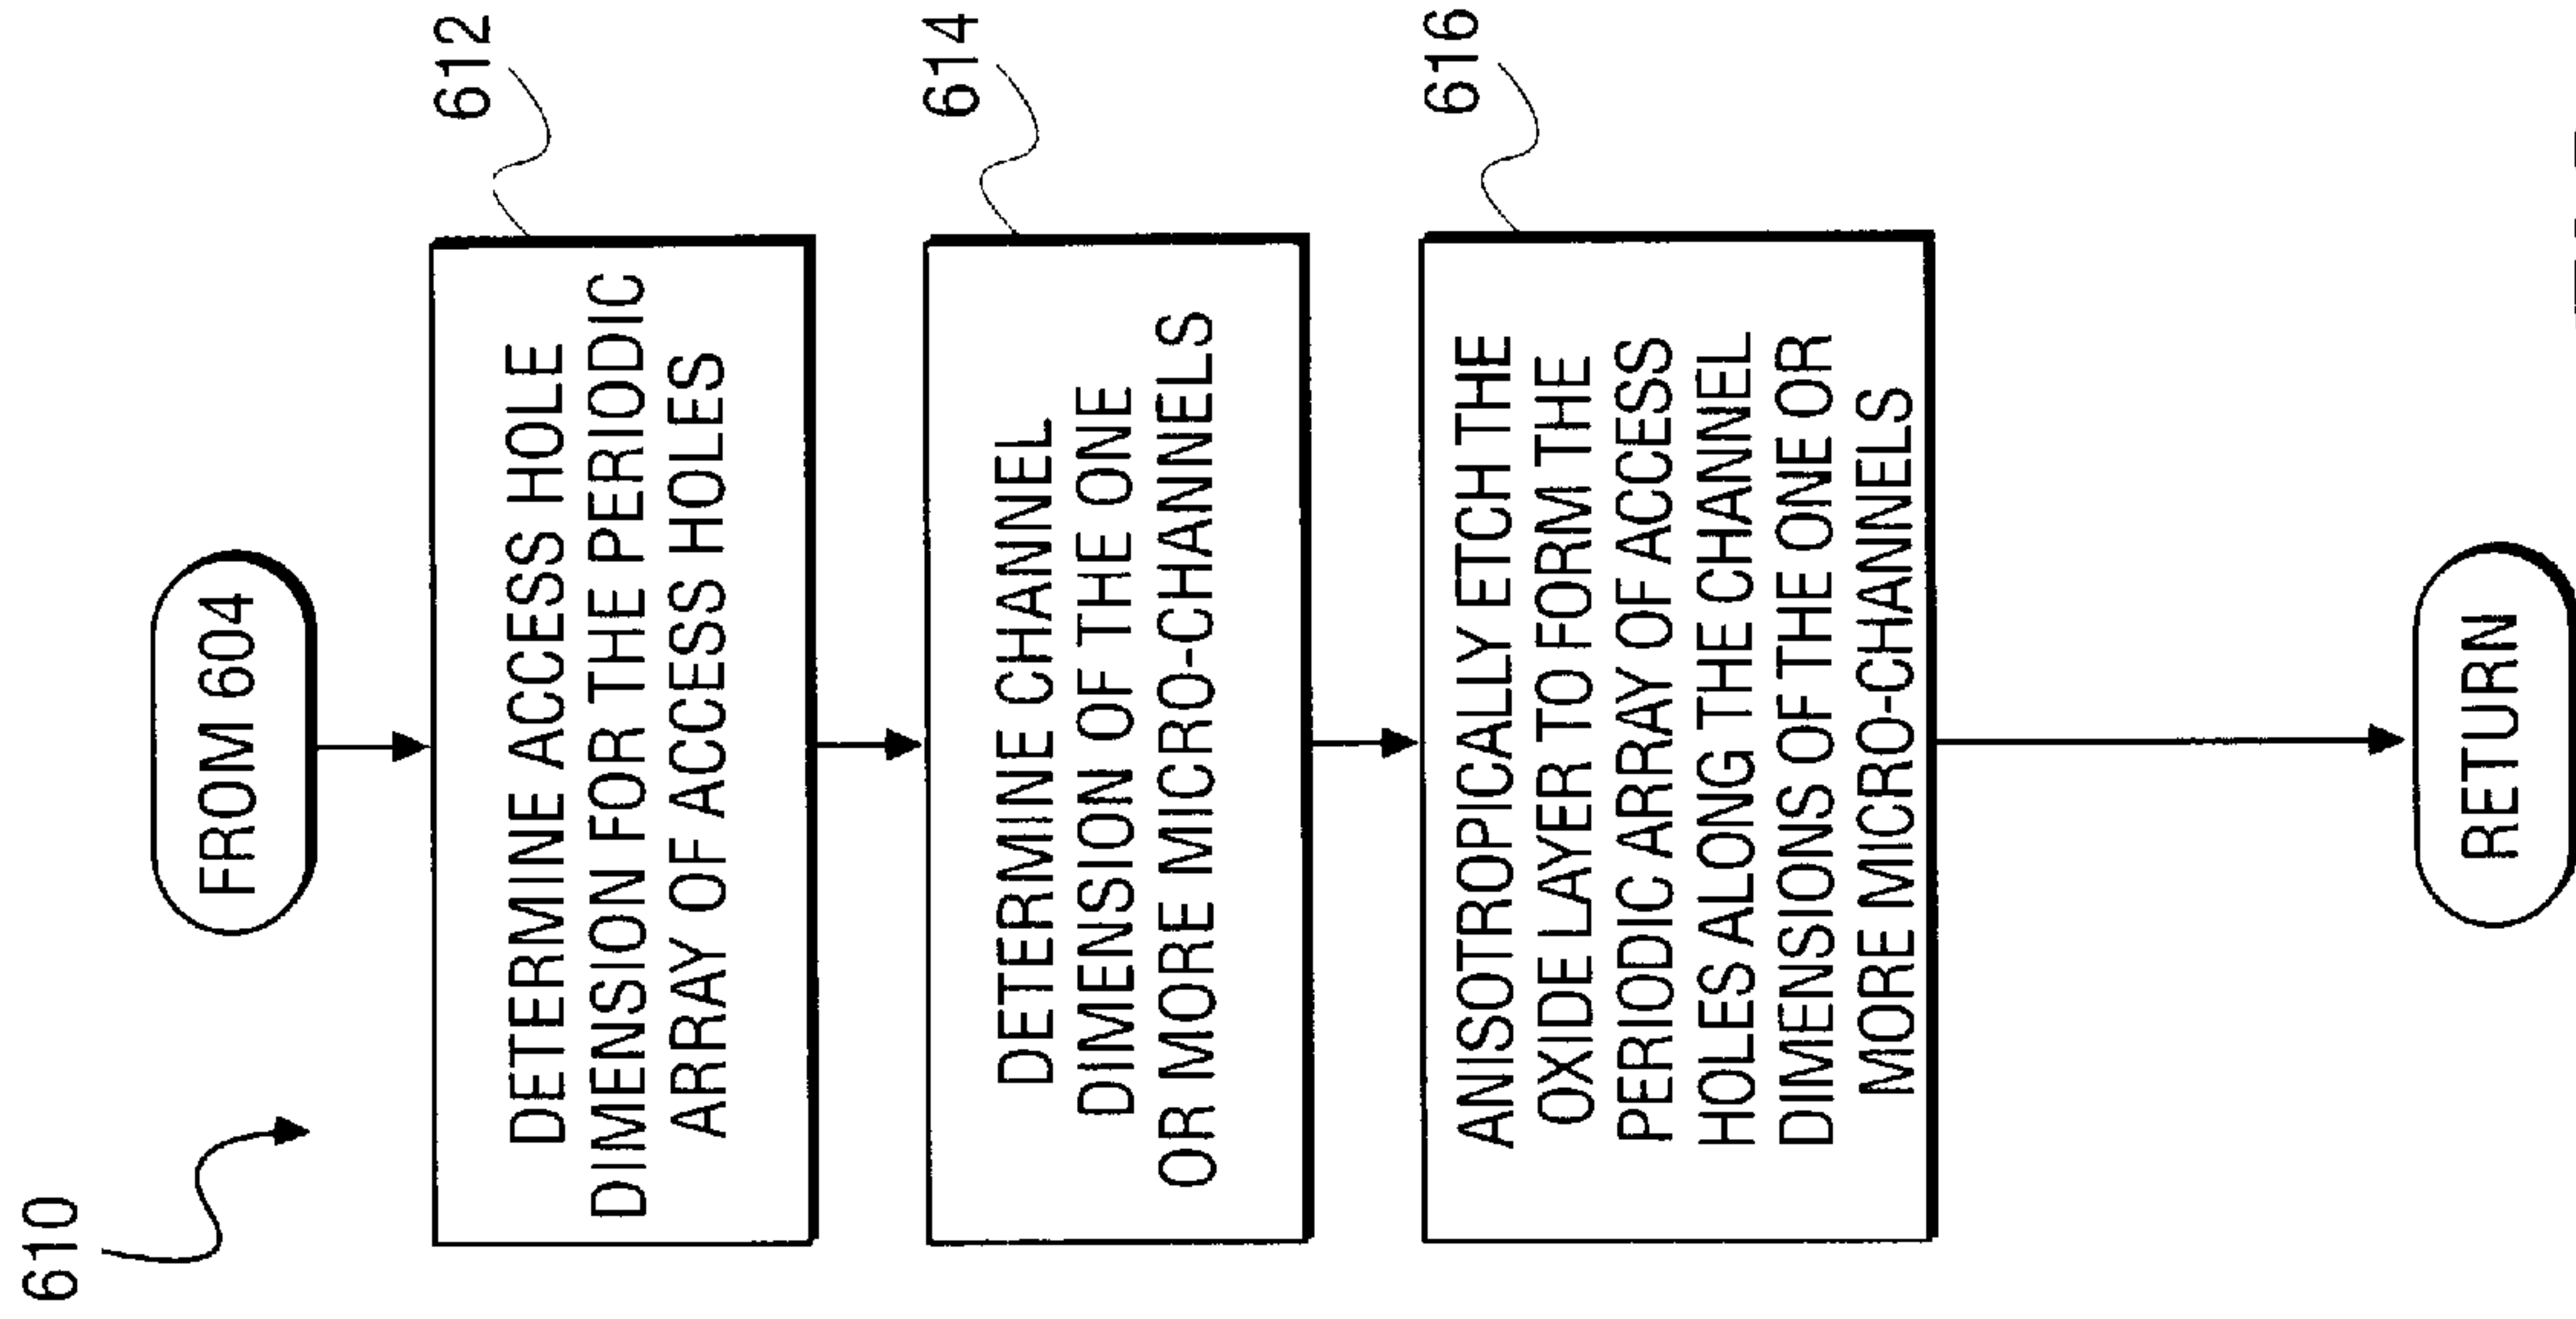 610
FROM 604
612
DETERMINE ACCESS HOLE
DIMENSION FOR THE PERIODIC
ARRAY OF ACCESS HOLES
614
DETERMINE CHANNEL
DIMENSION OF THE ONE
OR MORE MICRO-CHANNELS
616
ANISOTROPICALLY ETCH THE
OXIDE LAYER TO FORM THE
PERIODIC ARRAY OF ACCESS
HOLES ALONG THE CHANNEL
DIMENSIONS OF THE ONE OR
MORE MICRO-CHANNELS
RETURN